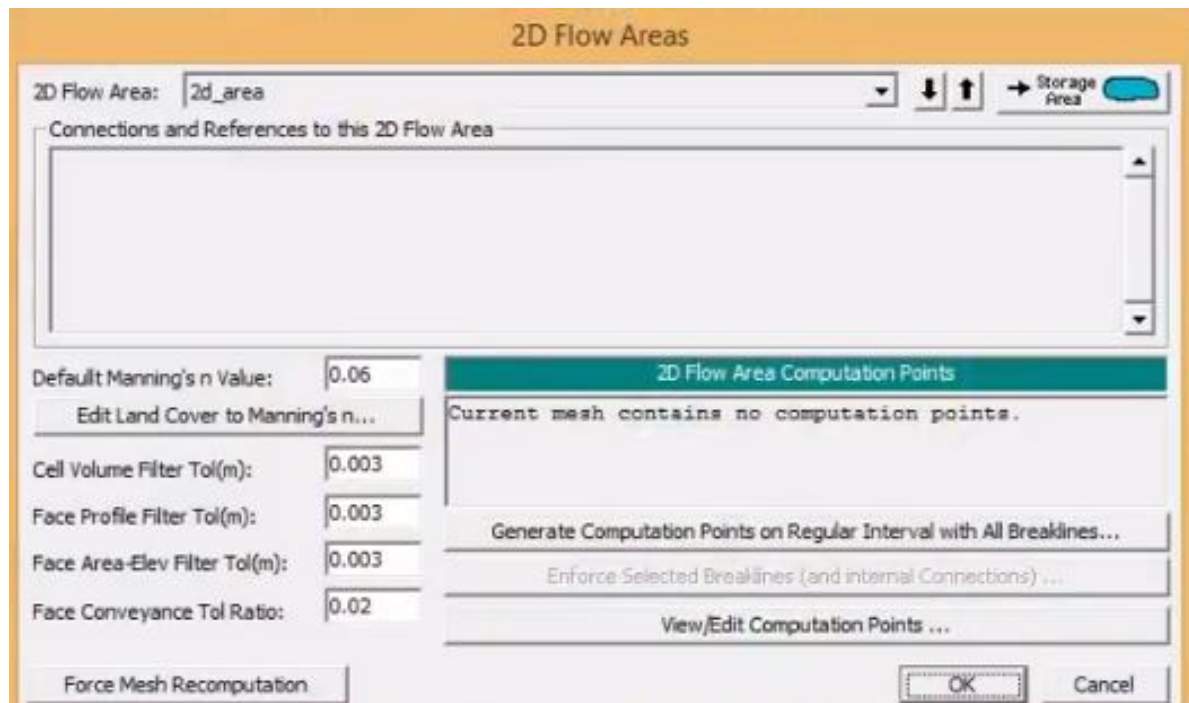 2D Flow Areas
2D Flow Area: 2d_area
Storage Area
Connections and References to this 2D Flow Area
Defaullt Manning's n Value: 0.06
Edit Land Cover to Manning's n...
Cell Volume Filter Tol(m): 0.003
Face Profile Filter Tol(m): 0.003
Face Area-Elev Filter Tol(m): 0.003
Face Conveyance Tol Ratio: 0.02
2D Flow Area Computation Points
Current mesh contains no computation points.
Generate Computation Points on Regular Interval with All Breaklines...
Enforce Selected Breaklines (and internal Connections) ...
View/Edit Computation Points ...
Force Mesh Recomputation
OK
Cancel